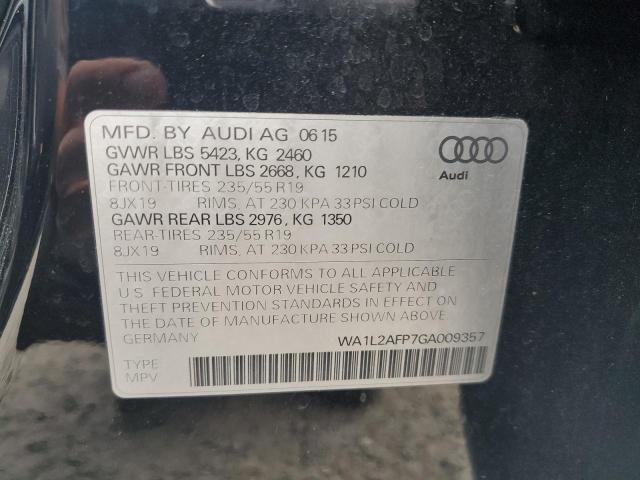 MFD. BY AUDI AG 06 15
GVWR LBS 5423, KG 2460
GAWR FRONT LBS 2668, KG 1210
FRONT-TIRES 235/55 R19
8JX19 RIMS, AT 230 KPA 33 PSI COLD
GAWR REAR LBS 2976, KG 1350
REAR-TIRES 235/55 R19
8JX19 RIMS, AT 230 KPA 33 PSI COLD
Audi
THIS VEHICLE CONFORMS TO ALL APPLICABLE
U.S. FEDERAL MOTOR VEHICLE SAFETY AND
THEFT PREVENTION STANDARDS IN EFFECT ON
THE DATE OF MANUFACTURE SHOWN ABOVE.
GERMANY WA1L2AFP7GA009357
TYPE
MPV